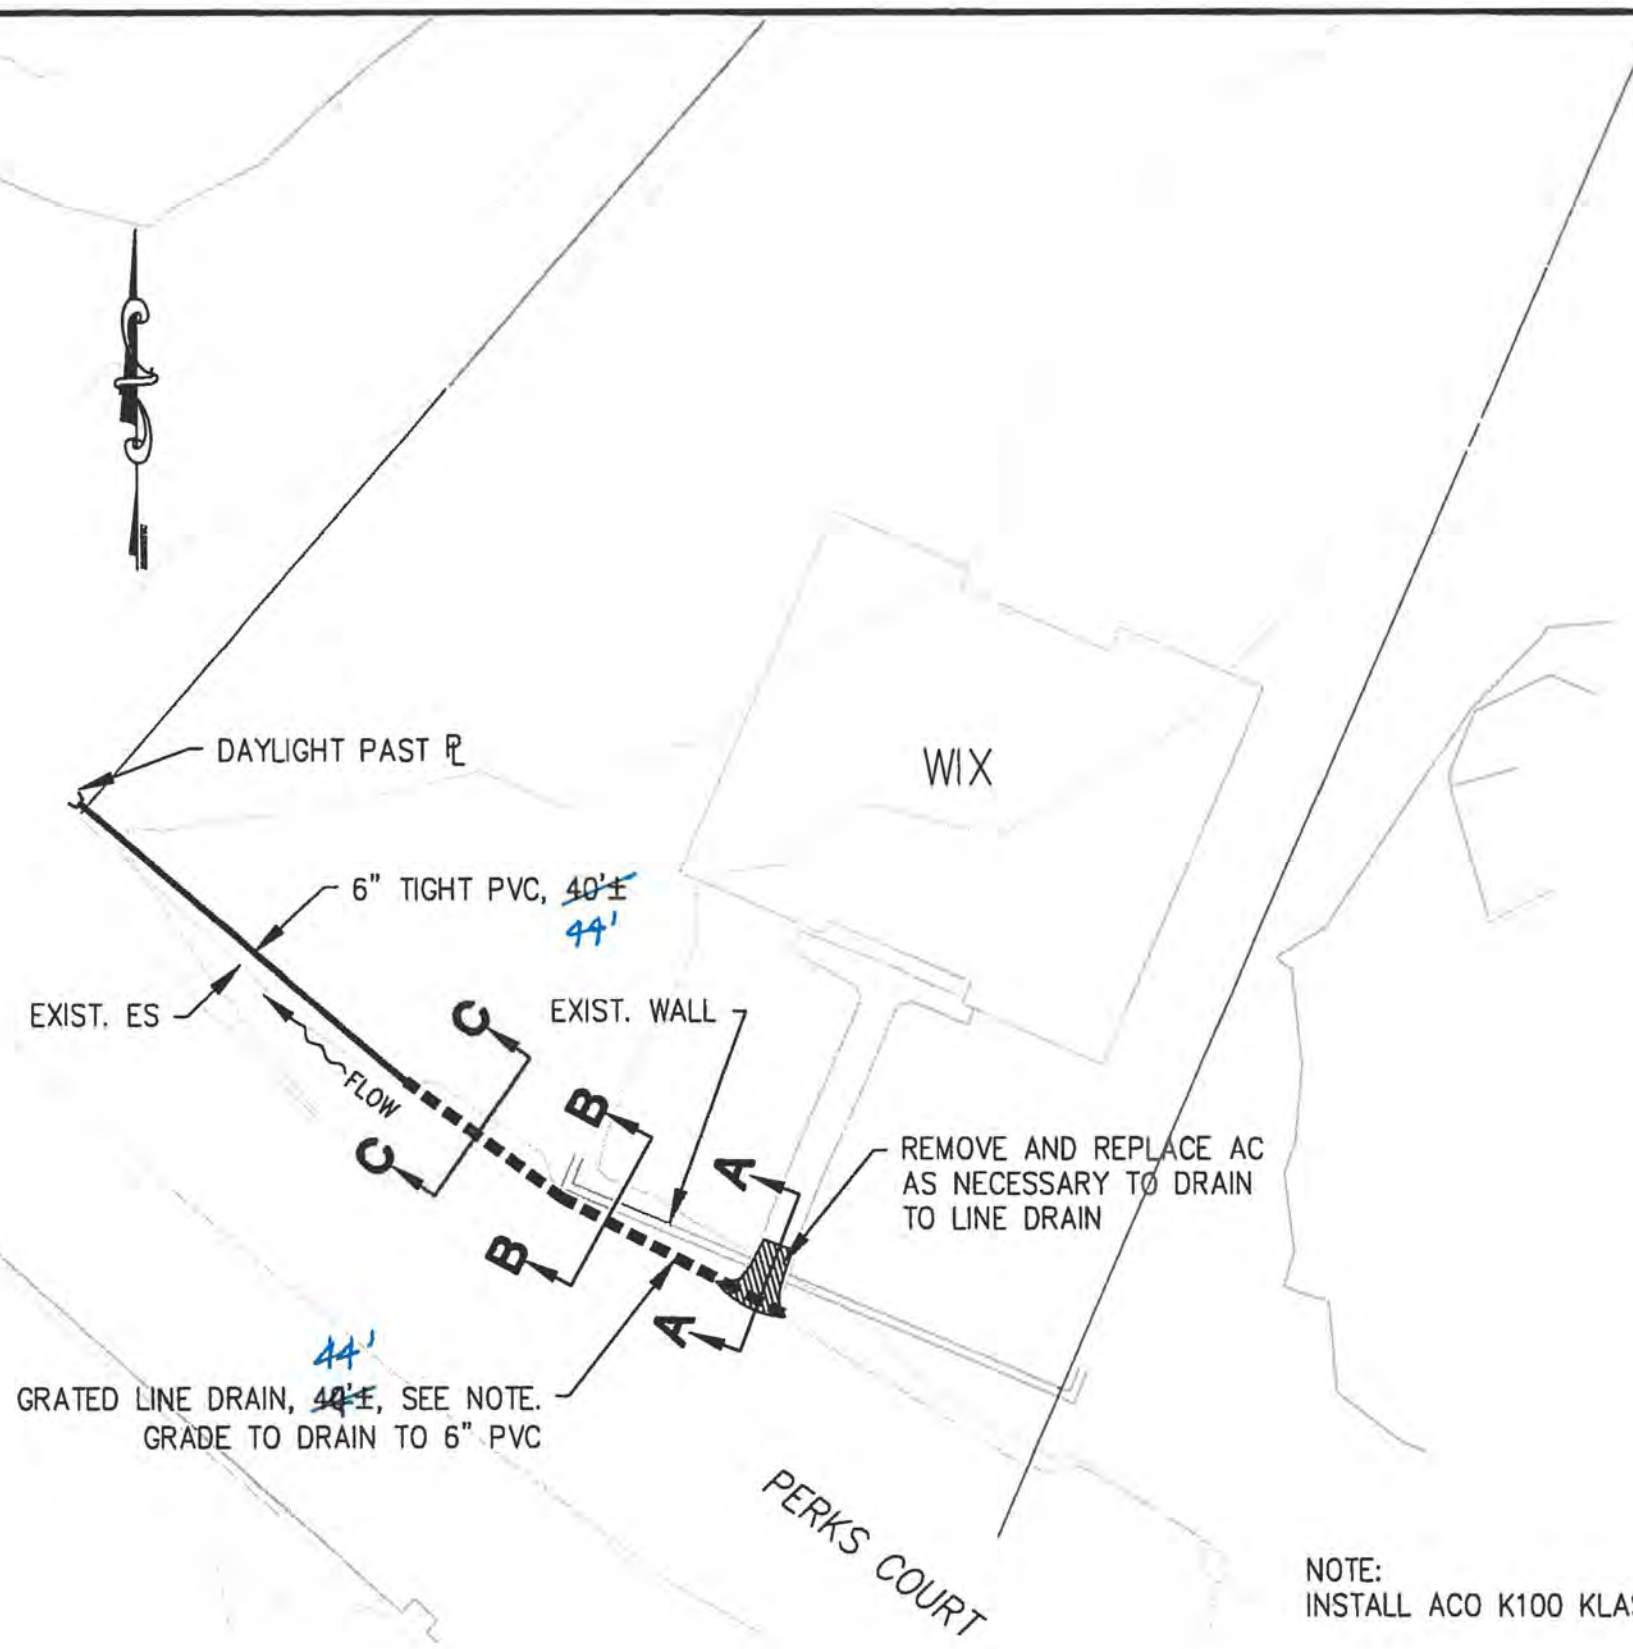 DAYLIGHT PAST ⅊
WIX
6" TIGHT PVC, 40'±
44'
EXIST. ES
FLOW
C
C
EXIST. WALL
B
B
A
A
REMOVE AND REPLACE AC
AS NECESSARY TO DRAIN
TO LINE DRAIN
44'
GRATED LINE DRAIN, 40'±, SEE NOTE.
GRADE TO DRAIN TO 6" PVC
PERKS COURT
NOTE:
INSTALL ACO K100 KLAS